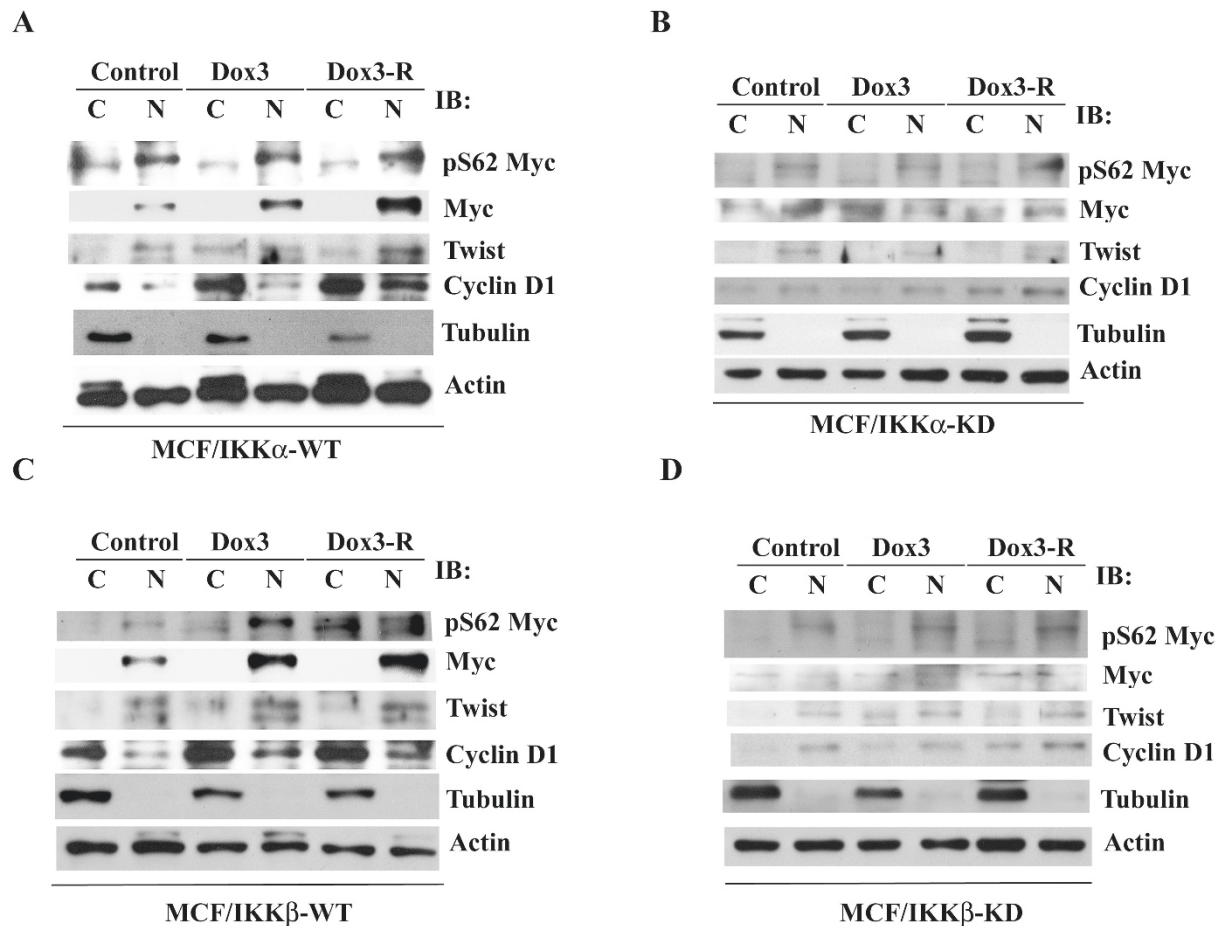 A
Control Dox3 Dox3-R
C N C N C N IB:
pS62 Myc
Myc
Twist
Cyclin D1
Tubulin
Actin
MCF/IKKα-WT
B
Control Dox3 Dox3-R
C N C N C N IB:
pS62 Myc
Myc
Twist
Cyclin D1
Tubulin
Actin
MCF/IKKα-KD
C
Control Dox3 Dox3-R
C N C N C N IB:
pS62 Myc
Myc
Twist
Cyclin D1
Tubulin
Actin
MCF/IKKβ-WT
D
Control Dox3 Dox3-R
C N C N C N IB:
pS62 Myc
Myc
Twist
Cyclin D1
Tubulin
Actin
MCF/IKKβ-KD